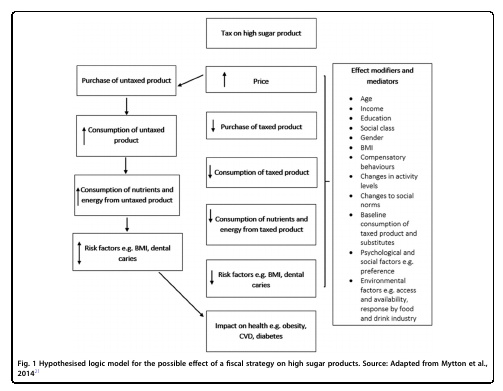 Tax on high sugar product
Purchase of untaxed product
Price
Consumption of untaxed
product
Purchase of taxed product
Consumption of taxed product
Consumption of nutrients and
energy from untaxed product
Consumption of nutrients and
energy from taxed product
Risk factors e.g. BMI, dental
caries
Risk factors e.g. BMI, dental
caries
Impact on health e.g. obesity,
CVD, diabetes
Effect modifiers and
mediators
• Age
• Income
• Education
• Social class
• Gender
• BMI
• Compensatory
behaviours
• Changes in activity
levels
• Changes to social
norms
• Baseline
consumption of
taxed product and
substitutes
• Psychological and
social factors e.g.
preference
• Environmental
factors e.g. access
and availability,
response by food
and drink industry
Fig. 1 Hypothesised logic model for the possible effect of a fiscal strategy on high sugar products. Source: Adapted from Mytton et al.,
2014